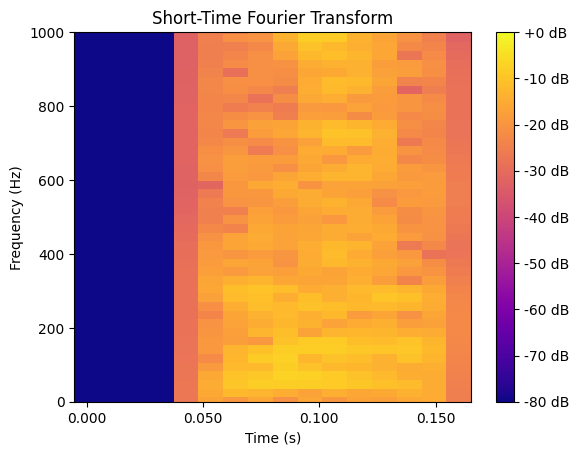 Short-Time Fourier Transform
1000
800
600
400
200
0
Frequency (Hz)
0.000
0.050
0.100
0.150
Time (s)
+0 dB
-10 dB
-20 dB
-30 dB
-40 dB
-50 dB
-60 dB
-70 dB
-80 dB